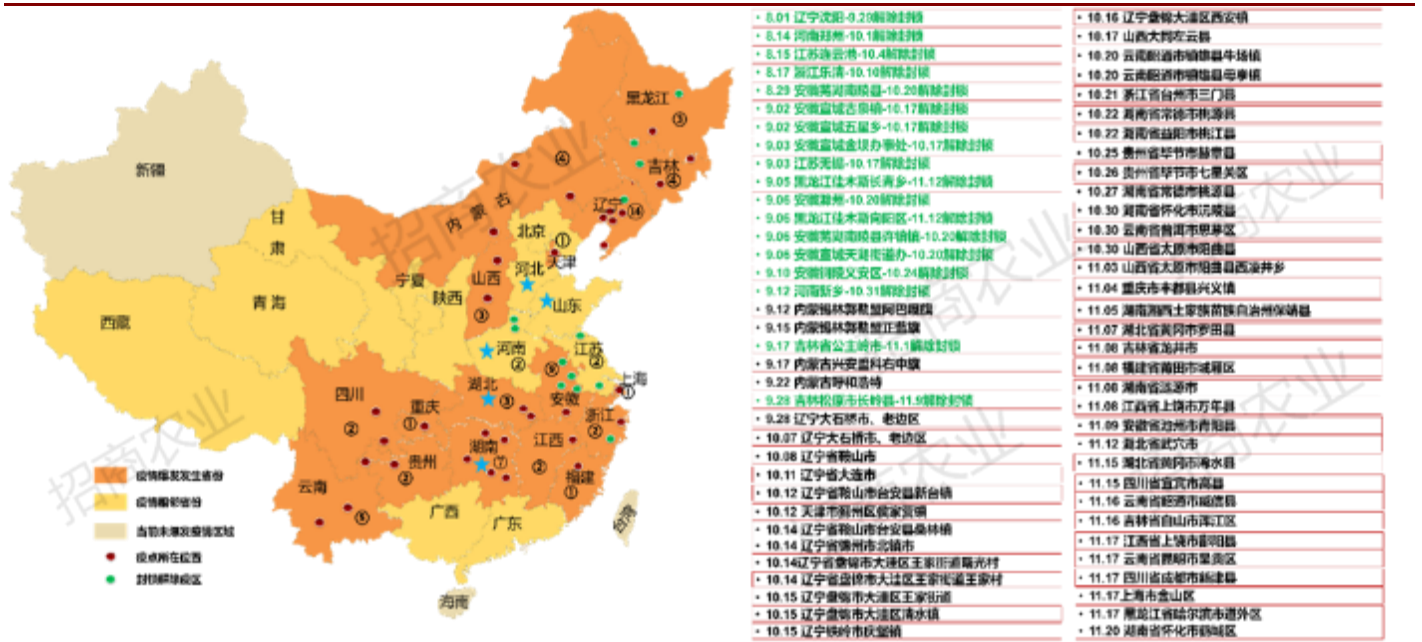 新疆
西藏
青海
甘肃
宁夏
陕西
内蒙古
④
黑龙江
③
吉林
④
辽宁
⑭
北京
①
天津
河北
山东
山西
③
河南
②
江苏
②
上海
①
安徽
⑨
浙江
②
湖北
③
四川
②
重庆
①
贵州
②
湖南
⑦
江西
②
福建
①
云南
⑤
广西
广东
海南
台湾
疫情爆发发生省份
疫情相邻省份
当前未爆发疫情区域
疫点所在位置
封锁解除疫区
招商农业
招商农业
招商农业
招商农业
招商农业
• 8.01 辽宁沈阳-9.20解除封锁
• 8.14 河南郑州-10.1解除封锁
• 8.15 江苏连云港-10.4解除封锁
• 8.17 浙江乐清-10.10解除封锁
• 8.29 安徽芜湖南陵县-10.20解除封锁
• 9.02 安徽宣城古泉镇-10.17解除封锁
• 9.02 安徽宣城五星乡-10.17解除封锁
• 9.03 安徽宣城金坝办事处-10.17解除封锁
• 9.03 江苏无锡-10.17解除封锁
• 9.05 黑龙江佳木斯长青乡-11.12解除封锁
• 9.06 安徽滁州-10.20解除封锁
• 9.06 黑龙江佳木斯向阳区-11.12解除封锁
• 9.06 安徽芜湖南陵县许镇镇-10.20解除封锁
• 9.06 安徽宣城天湖街道办-10.20解除封锁
• 9.10 安徽铜陵义安区-10.24解除封锁
• 9.12 河南新乡-10.31解除封锁
• 9.12 内蒙锡林郭勒盟阿巴嘎旗
• 9.15 内蒙锡林郭勒盟正蓝旗
• 9.17 吉林省公主岭市-11.1解除封锁
• 9.17 内蒙古兴安盟科右中旗
• 9.22 内蒙古呼和浩特
• 9.28 吉林松原市长岭县-11.9解除封锁
• 9.28 辽宁大石桥市、老边区
• 10.07 辽宁大石桥市、老边区
• 10.08 辽宁省鞍山市
• 10.11 辽宁省大连市
• 10.12 辽宁省鞍山市台安县新台镇
• 10.12 天津市蓟州区侯家营镇
• 10.14 辽宁省鞍山市台安县桑林镇
• 10.14 辽宁省锦州市北镇市
• 10.14辽宁省盘锦市大洼区王家街道曙光村
• 10.14 辽宁省盘锦市大洼区王家街道王家村
• 10.15 辽宁盘锦市大洼区王家街道
• 10.15 辽宁盘锦市大洼区清水镇
• 10.15 辽宁铁岭市庆堡镇
• 10.16 辽宁盘锦大洼区西安镇
• 10.17 山西大同左云县
• 10.20 云南昭通市镇雄县牛场镇
• 10.20 云南昭通市镇雄县母享镇
• 10.21 浙江省台州市三门县
• 10.22 湖南省常德市桃源县
• 10.22 湖南省益阳市桃江县
• 10.25 贵州省毕节市赫章县
• 10.26 贵州省毕节市七星关区
• 10.27 湖南省常德市桃源县
• 10.30 湖南省怀化市沅陵县
• 10.30 云南省普洱市思茅区
• 10.30 山西省太原市阳曲县
• 11.03 山西省太原市阳曲县西凌井乡
• 11.04 重庆市丰都县兴义镇
• 11.05 湖南湘西土家族苗族自治州保靖县
• 11.07 湖北省黄冈市罗田县
• 11.08 吉林省龙井市
• 11.08 福建省莆田市城厢区
• 11.08 湖南省涟源市
• 11.08 江西省上饶市万年县
• 11.09 安徽省池州市青阳县
• 11.12 湖北省武穴市
• 11.15 湖北省黄冈市浠水县
• 11.15 四川省宜宾市高县
• 11.16 云南省昭通市威信县
• 11.16 吉林省白山市浑江区
• 11.17 江西省上饶市鄱阳县
• 11.17 云南省昆明市呈贡区
• 11.17 四川省成都市新津县
• 11.17上海市金山区
• 11.17 黑龙江省哈尔滨市道外区
• 11.20 湖南省怀化市鹤城区